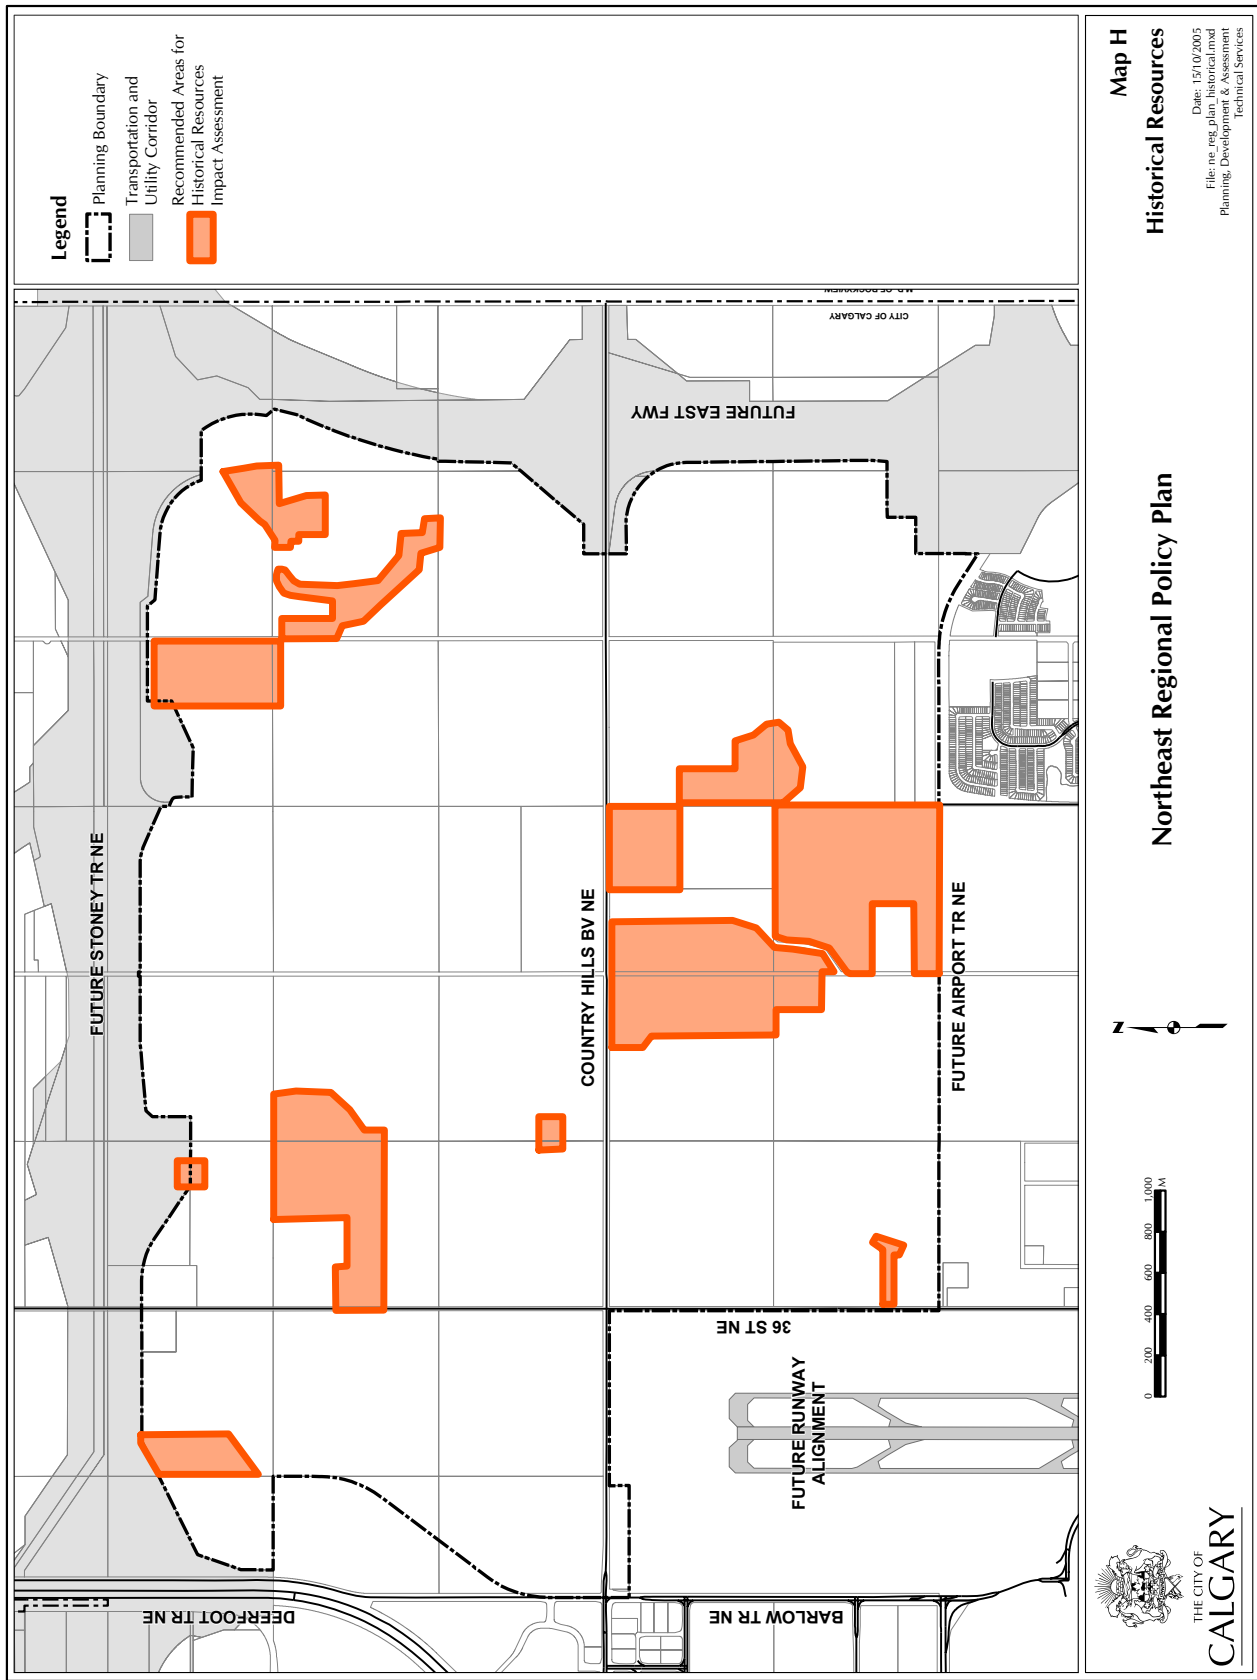 Legend
Planning Boundary
Transportation and
Utility Corridor
Recommended Areas for
Historical Resources
Impact Assessment
FUTURE STONEY TR NE
COUNTRY HILLS BV NE
FUTURE AIRPORT TR NE
FUTURE EAST FWY
M.D. OF ROCKYVIEW
CITY OF CALGARY
36 ST NE
FUTURE RUNWAY
ALIGNMENT
DEERFOOT TR NE
BARLOW TR NE
THE CITY OF
CALGARY
0 200 400 600 800 1,000
M
N
Northeast Regional Policy Plan
Map H
Historical Resources
Date: 15/10/2005
File: ne_reg_plan_historical.mxd
Planning, Development & Assessment
Technical Services